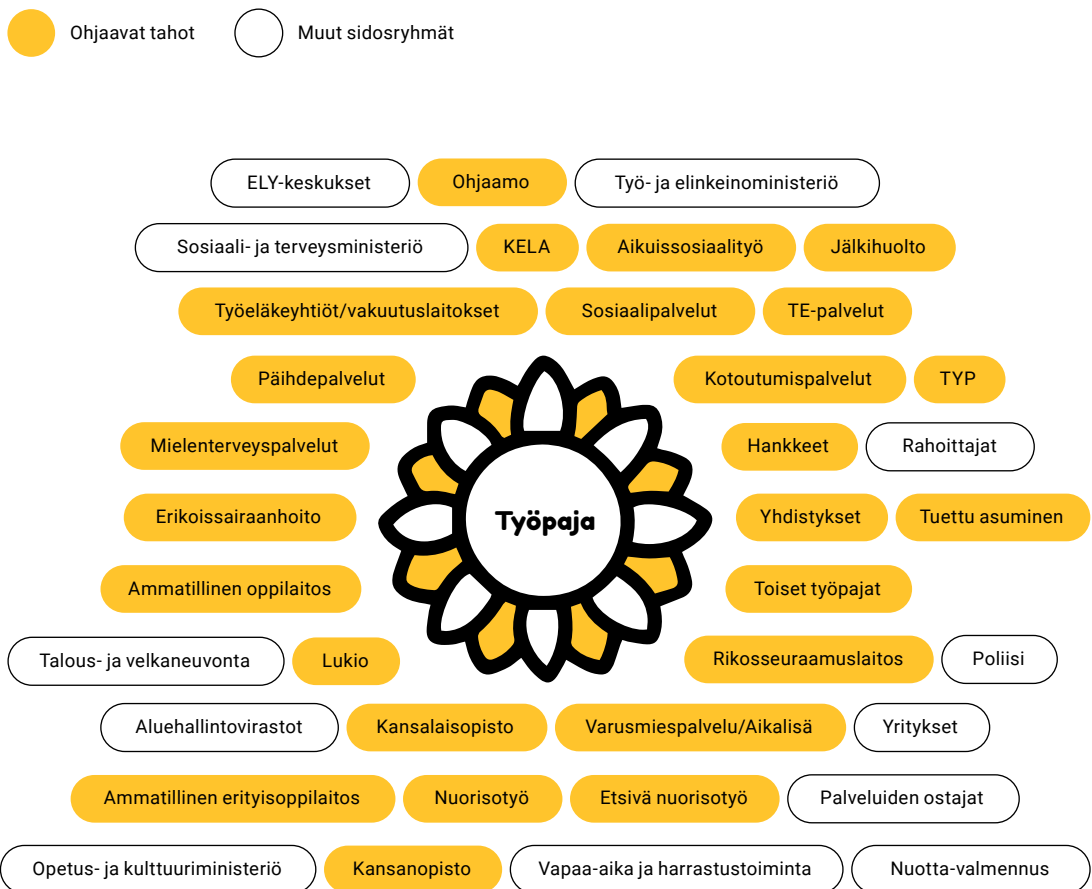 Ohjaavat tahot Muut sidosryhmät
ELY-keskukset Ohjaamo Työ- ja elinkeinoministeriö
Sosiaali- ja terveysministeriö KELA Aikuissosiaalityö Jälkihuolto
Työeläkeyhtiöt/vakuutuslaitokset Sosiaalipalvelut TE-palvelut
Päihdepalvelut Kotoutumispalvelut TYP
Mielenterveyspalvelut Hankkeet Rahoittajat
Erikoissairaanhoito Työpaja Yhdistykset Tuettu asuminen
Ammatillinen oppilaitos Toiset työpajat
Talous- ja velkaneuvonta Lukio Rikosseuraamuslaitos Poliisi
Aluehallintovirastot Kansalaisopisto Varusmiespalvelu/Aikalisä Yritykset
Ammatillinen erityisoppilaitos Nuorisotyö Etsivä nuorisotyö Palveluiden ostajat
Opetus- ja kulttuuriministeriö Kansanopisto Vapaa-aika ja harrastustoiminta Nuotta-valmennus